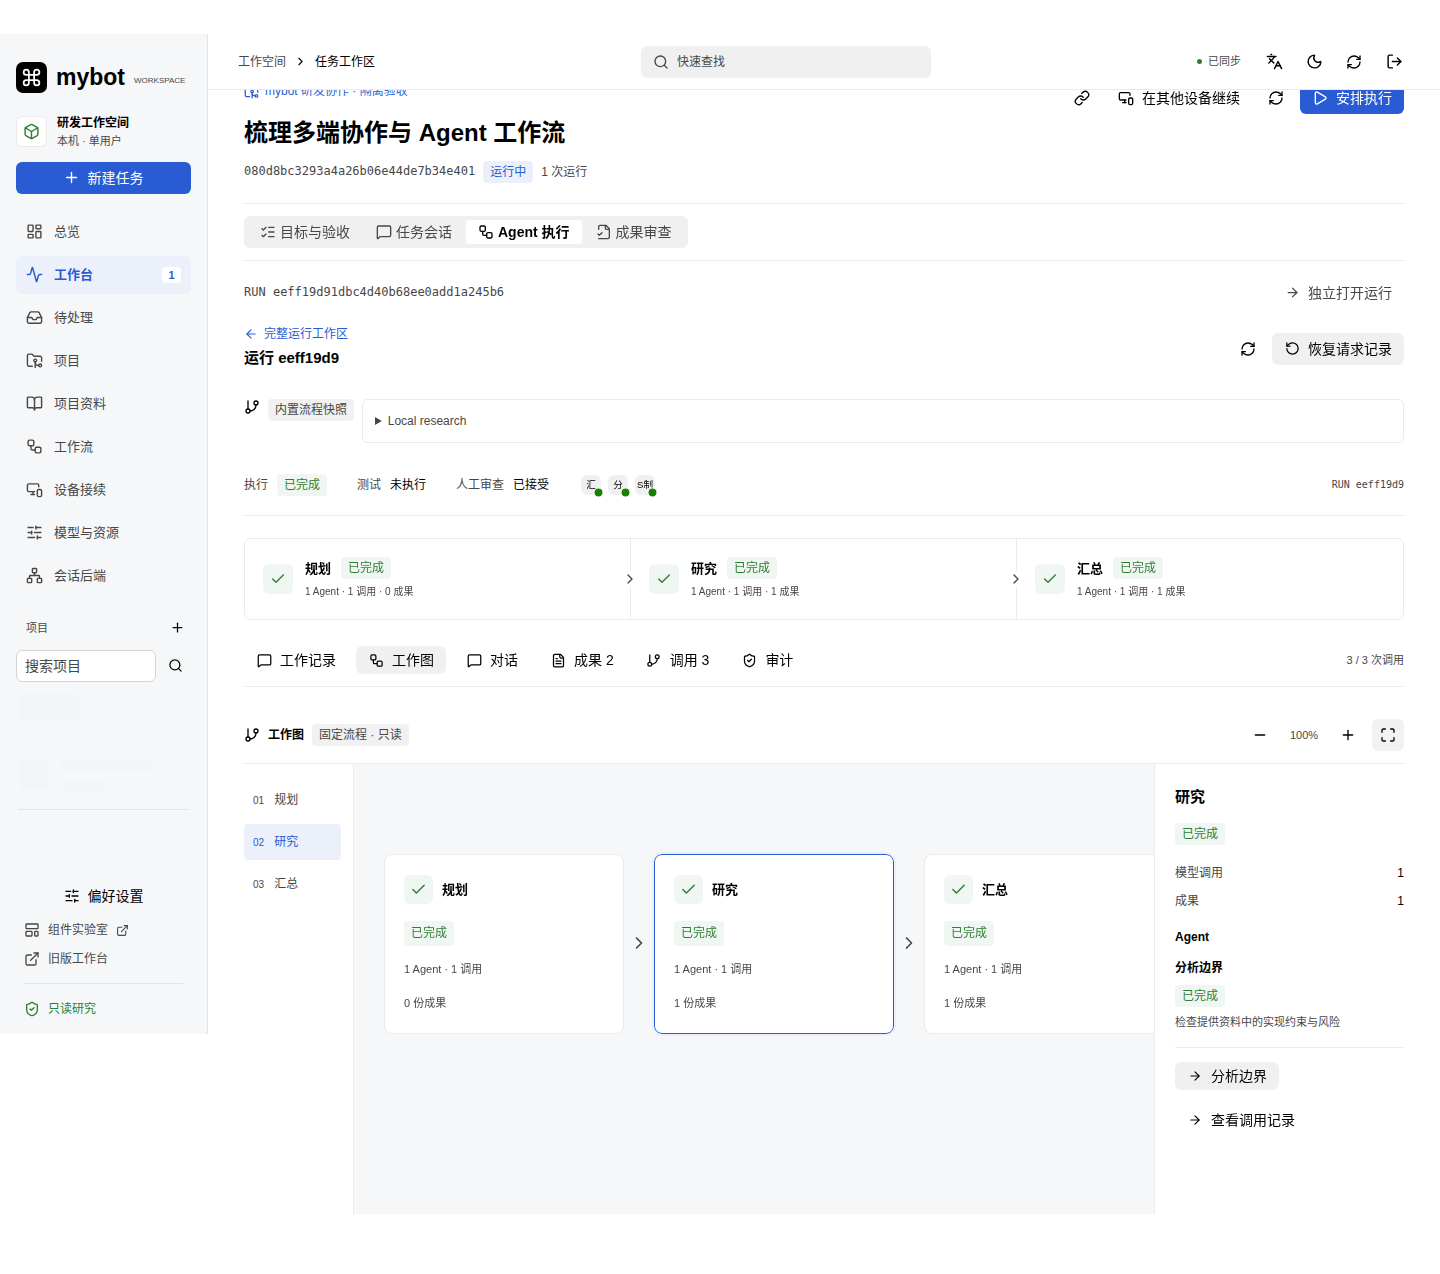 mybot WORKSPACE
研发工作空间
本机 · 单用户
新建任务
总览
工作台 1
待处理
项目
项目资料
工作流
设备接续
模型与资源
会话后端
项目
搜索项目
偏好设置
组件实验室
旧版工作台
只读研究
工作空间 任务工作区
快速查找
已同步
mybot 研发协作 · 隔离验收
在其他设备继续
安排执行
梳理多端协作与 Agent 工作流
080d8bc3293a4a26b06e44de7b34e401 运行中 1 次运行
目标与验收 任务会话 Agent 执行 成果审查
RUN eeff19d91dbc4d40b68ee0add1a245b6
独立打开运行
完整运行工作区
运行 eeff19d9
恢复请求记录
内置流程快照 Local research
执行 已完成 测试 未执行 人工审查 已接受 汇 分 S制 RUN eeff19d9
规划 已完成
1 Agent · 1 调用 · 0 成果
研究 已完成
1 Agent · 1 调用 · 1 成果
汇总 已完成
1 Agent · 1 调用 · 1 成果
工作记录 工作图 对话 成果 2 调用 3 审计 3 / 3 次调用
工作图 固定流程 · 只读 100%
01 规划
02 研究
03 汇总
规划
已完成
1 Agent · 1 调用
0 份成果
研究
已完成
1 Agent · 1 调用
1 份成果
汇总
已完成
1 Agent · 1 调用
1 份成果
研究
已完成
模型调用 1
成果 1
Agent
分析边界
已完成
检查提供资料中的实现约束与风险
分析边界
查看调用记录